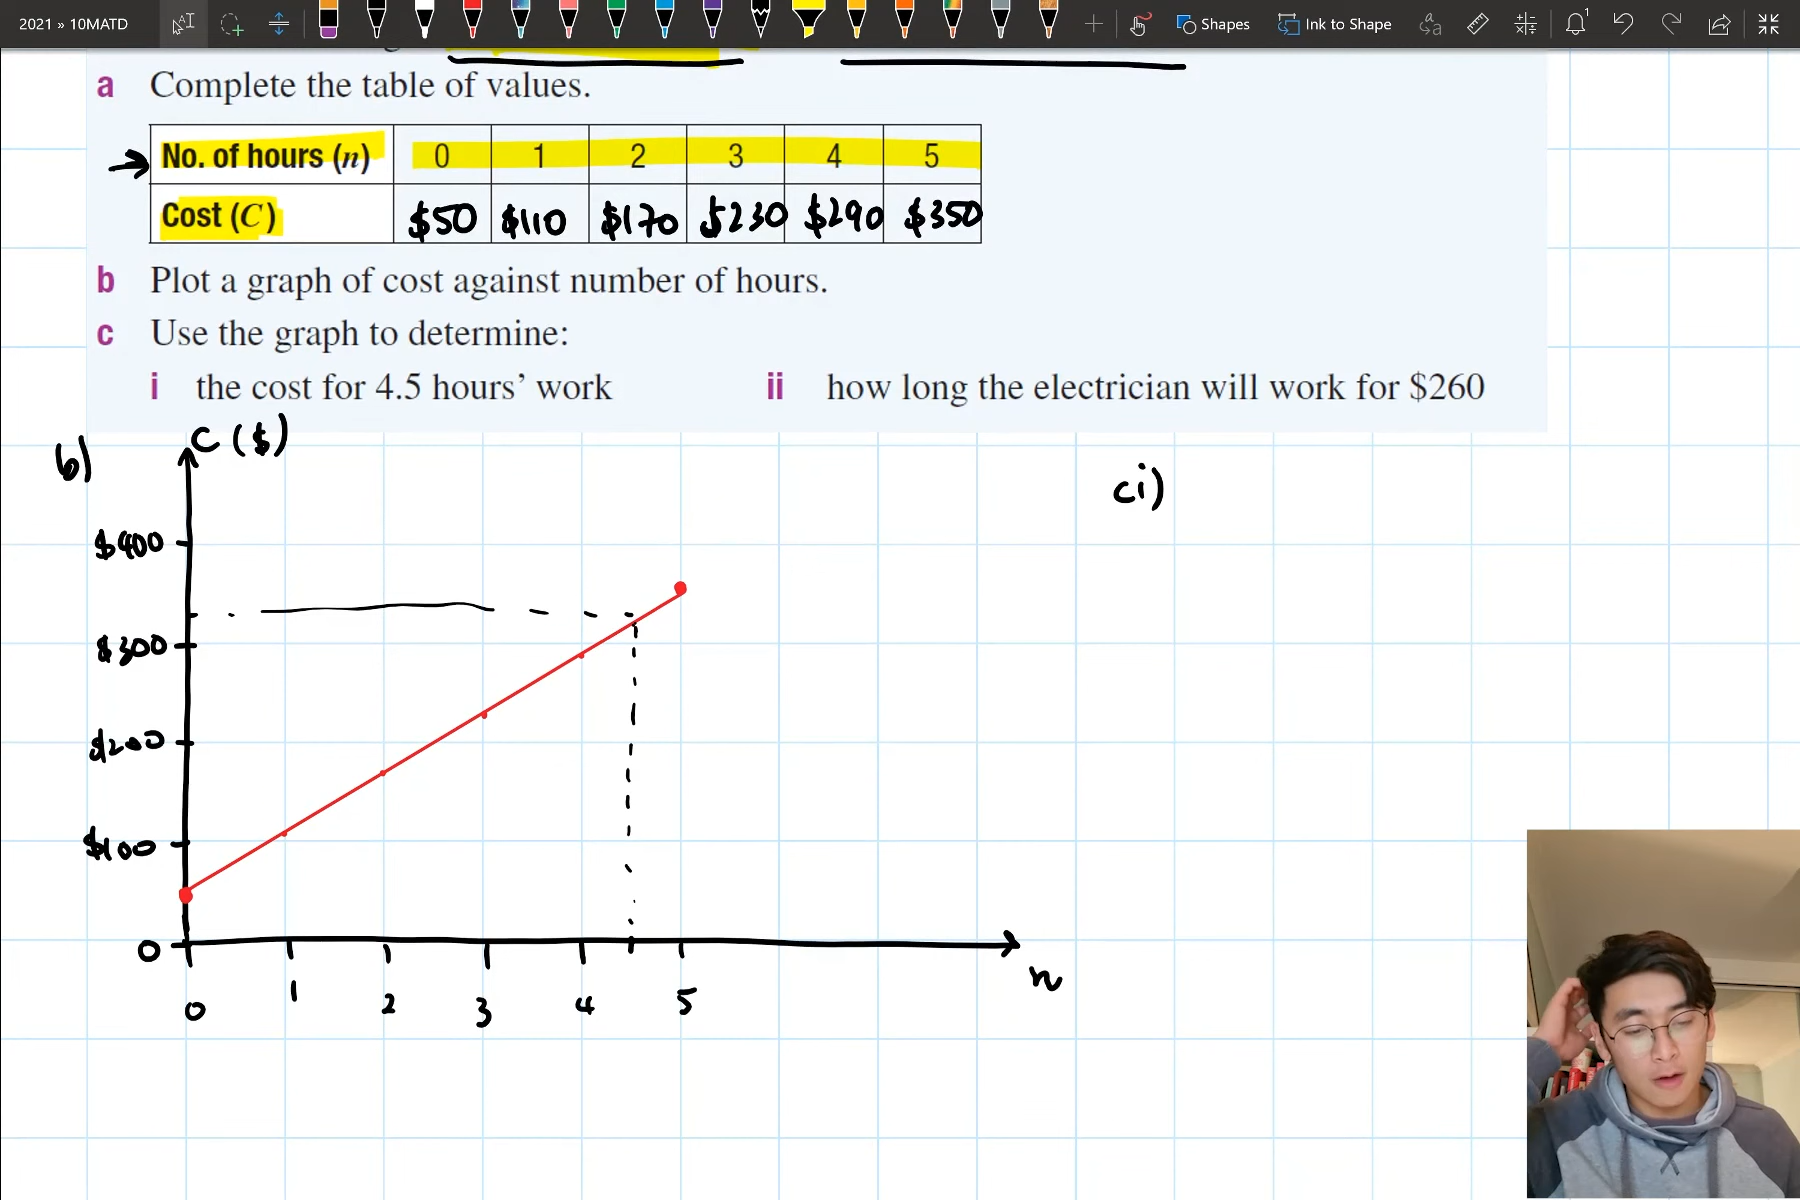 2021 » 10MATD
Shapes
Ink to Shape
1
a Complete the table of values.
No. of hours (n) 0 1 2 3 4 5
Cost (C) $50 $110 $170 $230 $290 $350
b Plot a graph of cost against number of hours.
c Use the graph to determine:
i the cost for 4.5 hours’ work ii how long the electrician will work for $260
b) C ($)
ci)
$400
$300
$200
$100
0
n
0 1 2 3 4 5